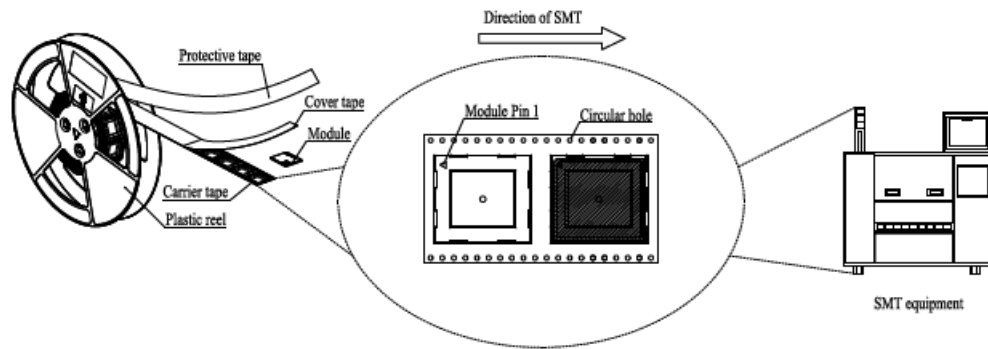 Direction of SMT
Protective tape
Cover tape
Module
Carrier tape
Plastic reel
Module Pin 1
Circular hole
SMT equipment